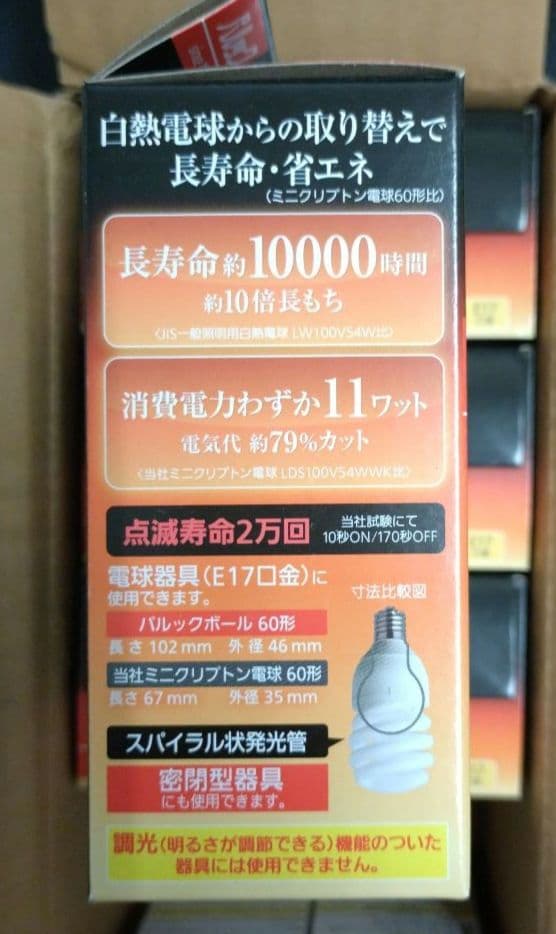 白熱電球からの取り替えで
長寿命・省エネ
（ミニクリプトン電球60形比）
長寿命約10000時間
約10倍長もち
〈JIS一般照明用白熱電球 LW100V54W比〉
消費電力わずか11ワット
電気代 約79%カット
〈当社ミニクリプトン電球 LDS100V54WWK比〉
点滅寿命2万回 当社試験にて
10秒ON/170秒OFF
電球器具（E17口金）に
使用できます。
寸法比較図
パルックボール 60形
長さ 102 mm 外径 46 mm
当社ミニクリプトン電球 60形
長さ 67 mm 外径 35 mm
スパイラル状発光管
密閉型器具
にも使用できます。
調光（明るさが調節できる）機能のついた
器具には使用できません。